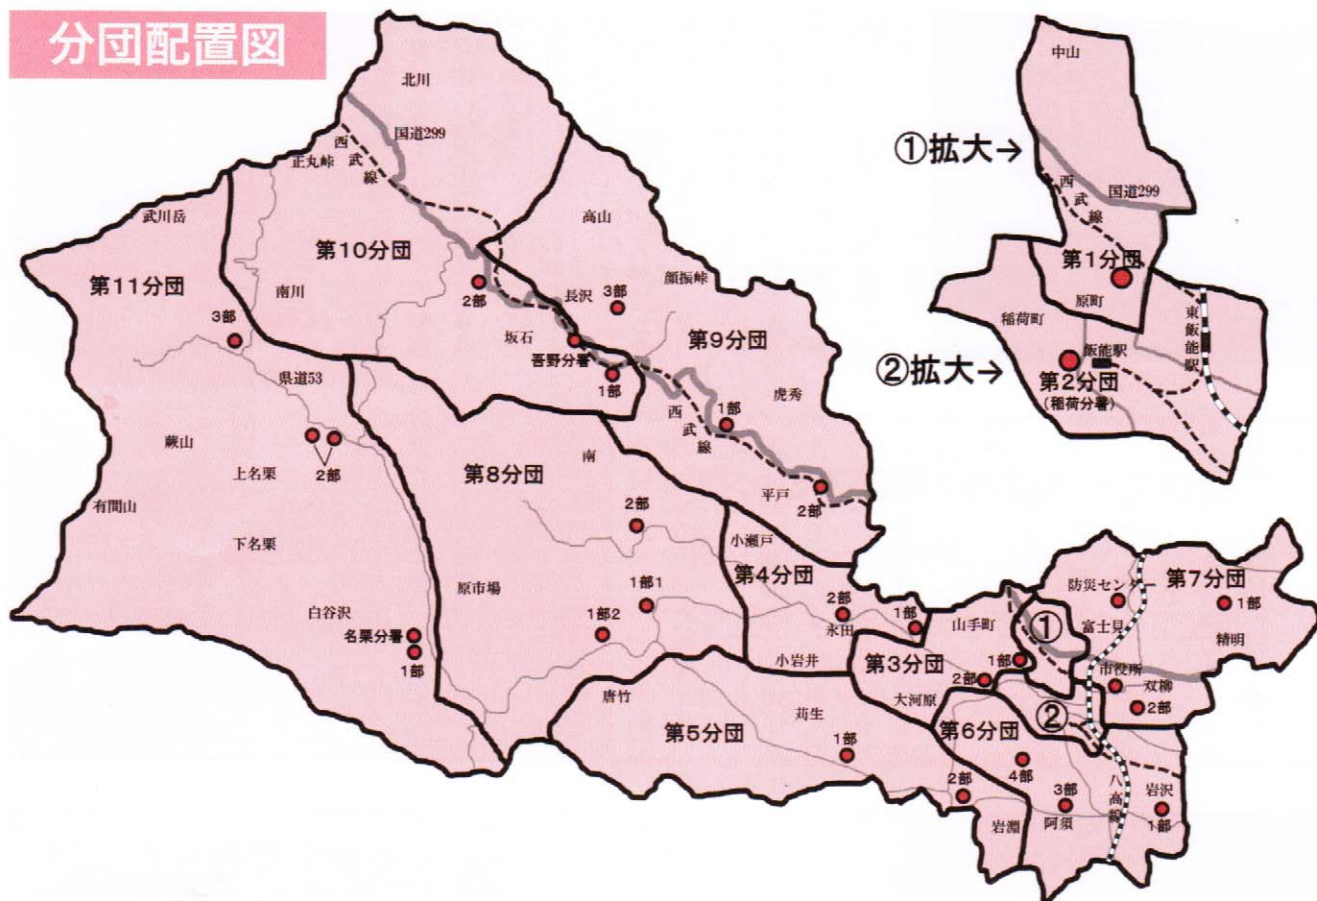 分団配置図
北川
国道299
西武線
正丸峠
武川岳
第10分団
第11分団
南川
2部
3部
高山
顔振峠
長沢
3部
坂石
吾野分署
第9分団
1部
虎秀
1部
西武線
平戸
2部
県道53
蕨山
2部
上名栗
有間山
下名栗
白谷沢
名栗分署
1部
第8分団
南
2部
原市場
1部1
1部2
小瀬戸
第4分団
2部
永田
1部
小岩井
山手町
第3分団
1部
2部
大河原
唐竹
第5分団
苅生
1部
2部
岩淵
第6分団
4部
3部
阿須
八高線
岩沢
1部
①
②
防災センター
第7分団
1部
富士見
精明
市役所
双柳
2部
中山
①拡大→
西武線
国道299
第1分団
原町
稲荷町
飯能駅
東飯能駅
②拡大→
第2分団
(稲荷分署)